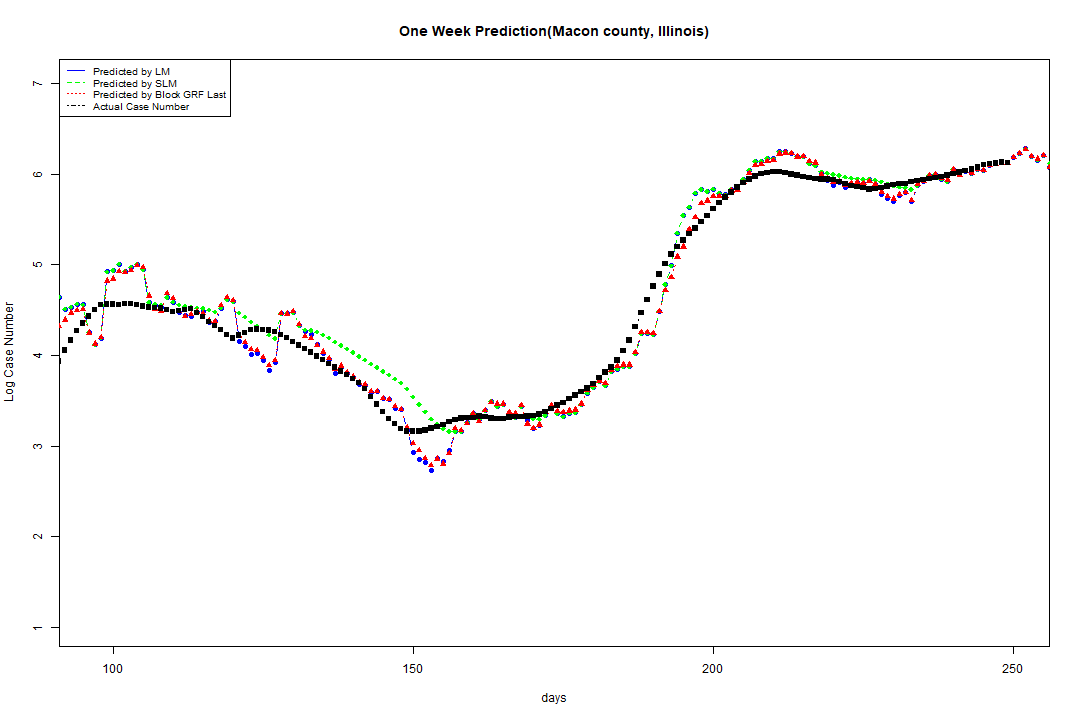 One Week Prediction(Macon county, Illinois)
Predicted by LM
Predicted by SLM
Predicted by Block GRF Last
Actual Case Number
7
6
5
4
3
2
1
Log Case Number
100 150 200 250
days